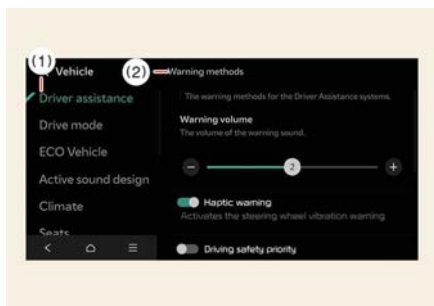 (1)
Vehicle
(2)
Warning methods
Driver assistance
Drive mode
ECO Vehicle
Active sound design
Climate
Seats
The warning methods for the Driver Assistance systems.
Warning volume
The volume of the warning sound.
2
Haptic warning
Activates the steering wheel vibration warning
Driving safety priority